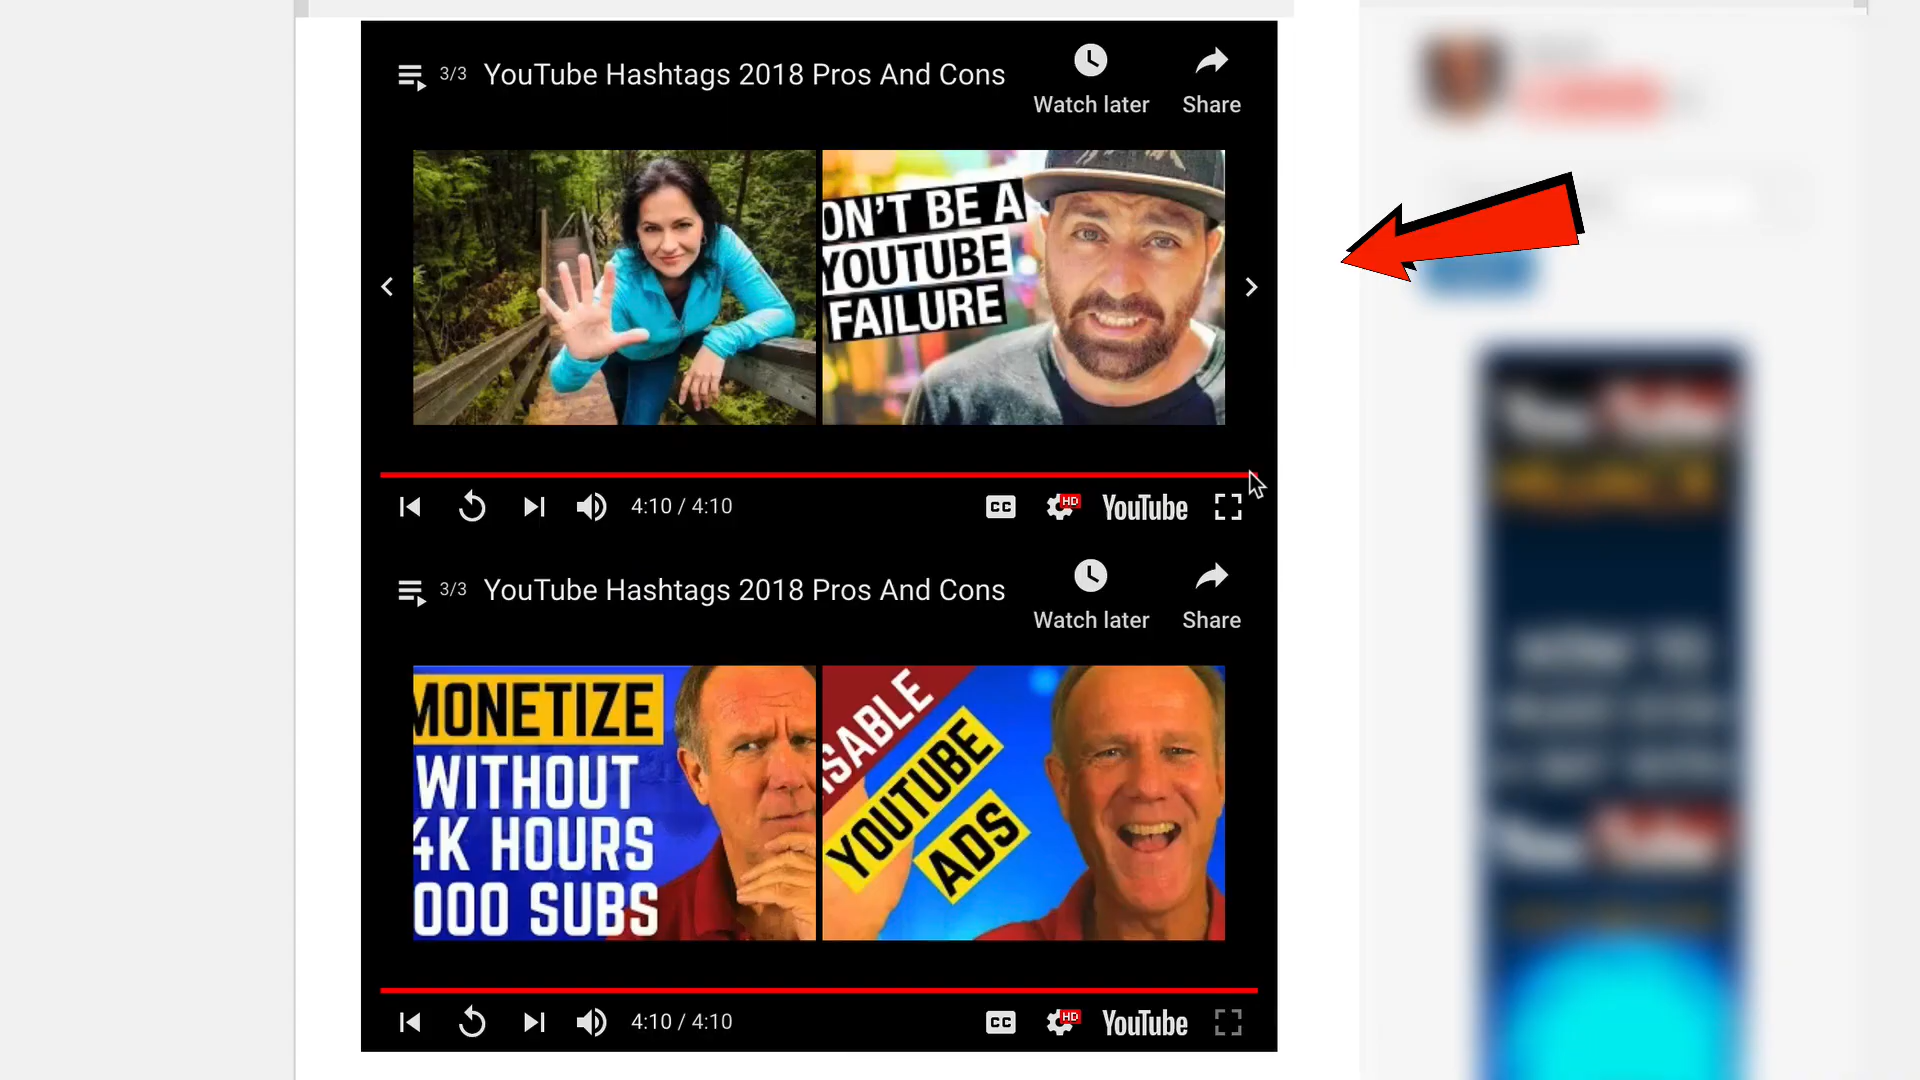 3/3 YouTube Hashtags 2018 Pros And Cons
Watch later Share
ON'T BE A
YOUTUBE
FAILURE
4:10 / 4:10 CC HD YouTube
3/3 YouTube Hashtags 2018 Pros And Cons
Watch later Share
MONETIZE
WITHOUT
4K HOURS
000 SUBS
SABLE
YOUTUBE
ADS
4:10 / 4:10 CC HD YouTube